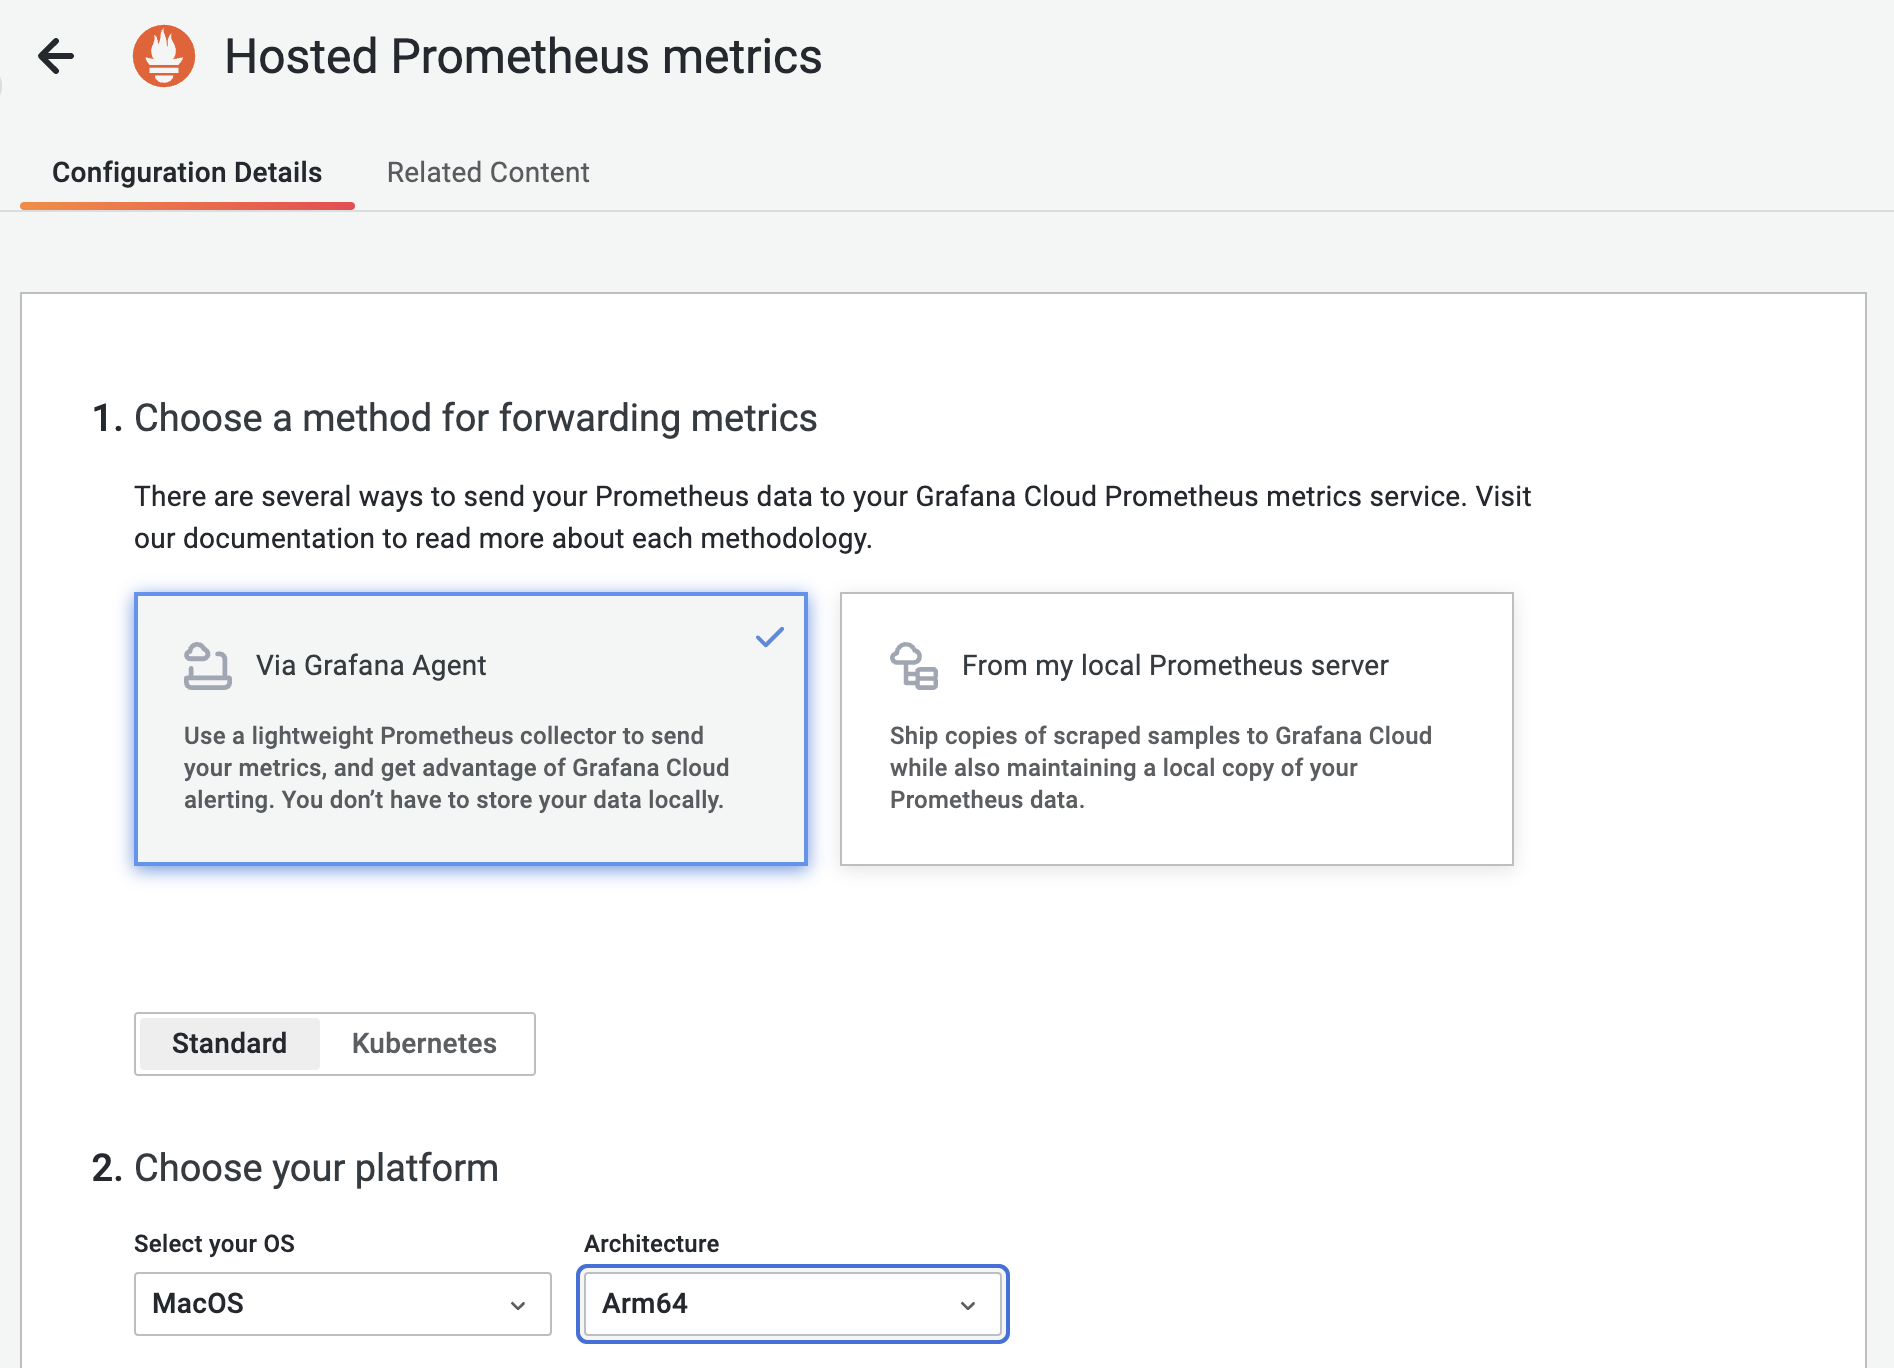 Hosted Prometheus metrics
Configuration Details
Related Content
1. Choose a method for forwarding metrics
There are several ways to send your Prometheus data to your Grafana Cloud Prometheus metrics service. Visit
our documentation to read more about each methodology.
Via Grafana Agent
Use a lightweight Prometheus collector to send
your metrics, and get advantage of Grafana Cloud
alerting. You don’t have to store your data locally.
From my local Prometheus server
Ship copies of scraped samples to Grafana Cloud
while also maintaining a local copy of your
Prometheus data.
Standard
Kubernetes
2. Choose your platform
Select your OS
MacOS
Architecture
Arm64